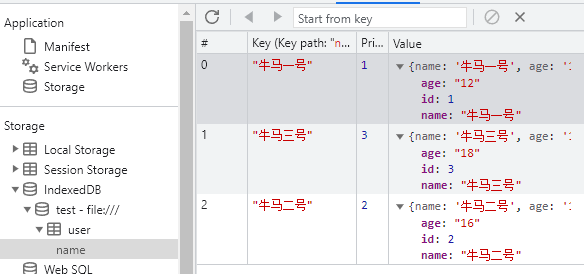 Start from key
Application
Manifest
Service Workers
Storage
Storage
Local Storage
Session Storage
IndexedDB
test - file:///
user
name
Web SQL
# Key (Key path: "n... Pri... Value
0 "牛马一号" 1 {name: '牛马一号', age: '
age: "12"
id: 1
name: "牛马一号"
1 "牛马三号" 3 {name: '牛马三号', age: '
age: "18"
id: 3
name: "牛马三号"
2 "牛马二号" 2 {name: '牛马二号', age: '
age: "16"
id: 2
name: "牛马二号"